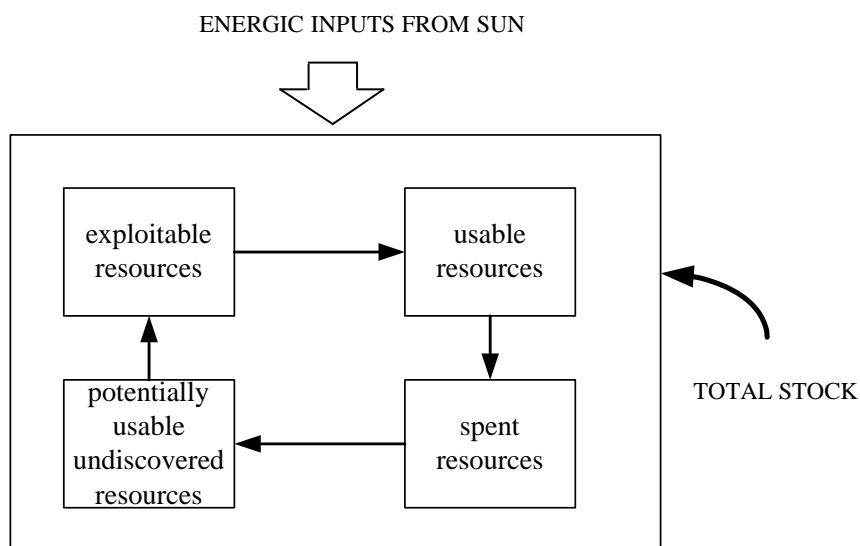 ENERGIC INPUTS FROM SUN
exploitable
resources
usable
resources
potentially
usable
undiscovered
resources
spent
resources
TOTAL STOCK